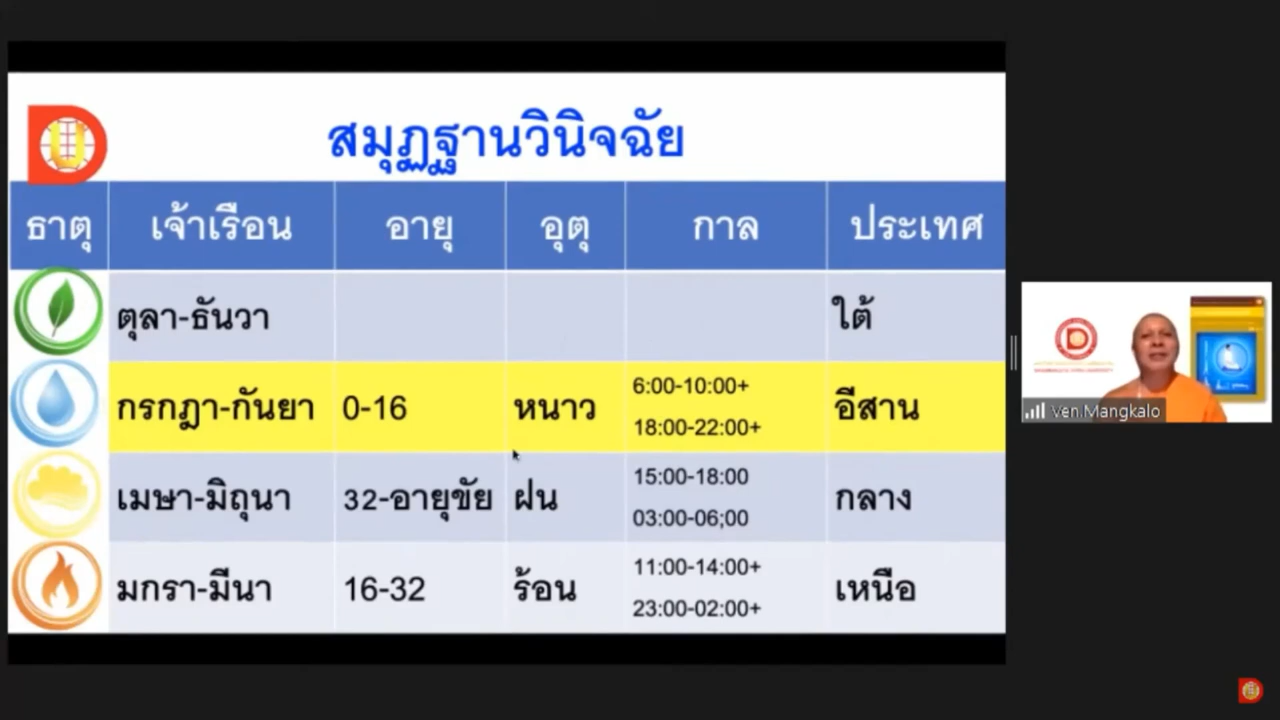 สมุฏฐานวินิจฉัย
ธาตุ เจ้าเรือน อายุ อุตุ กาล ประเทศ
ตุลา-ธันวา ใต้
กรกฎา-กันยา 0-16 หนาว 6:00-10:00+ อีสาน
18:00-22:00+
เมษา-มิถุนา 32-อายุขัย ฝน 15:00-18:00 กลาง
03:00-06;00
มกรา-มีนา 16-32 ร้อน 11:00-14:00+ เหนือ
23:00-02:00+
Ven.Mangkalo